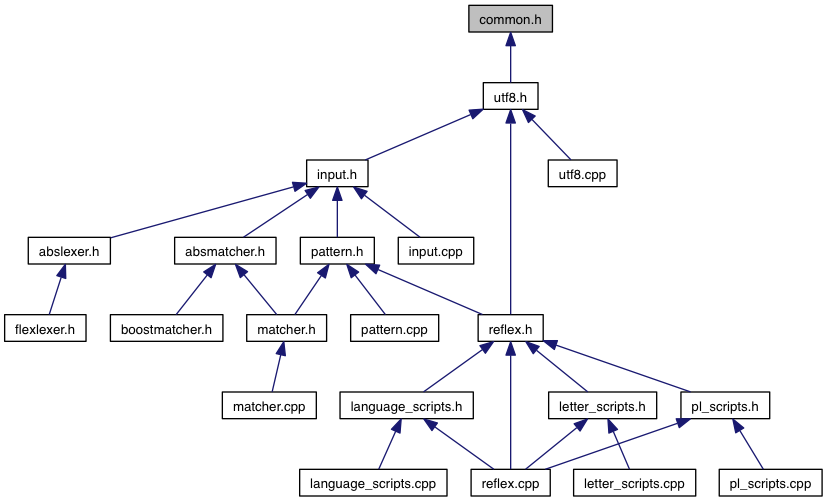 common.h
utf8.h
input.h
utf8.cpp
abslexer.h
absmatcher.h
pattern.h
input.cpp
flexlexer.h
boostmatcher.h
matcher.h
pattern.cpp
reflex.h
matcher.cpp
language_scripts.h
letter_scripts.h
pl_scripts.h
language_scripts.cpp
reflex.cpp
letter_scripts.cpp
pl_scripts.cpp